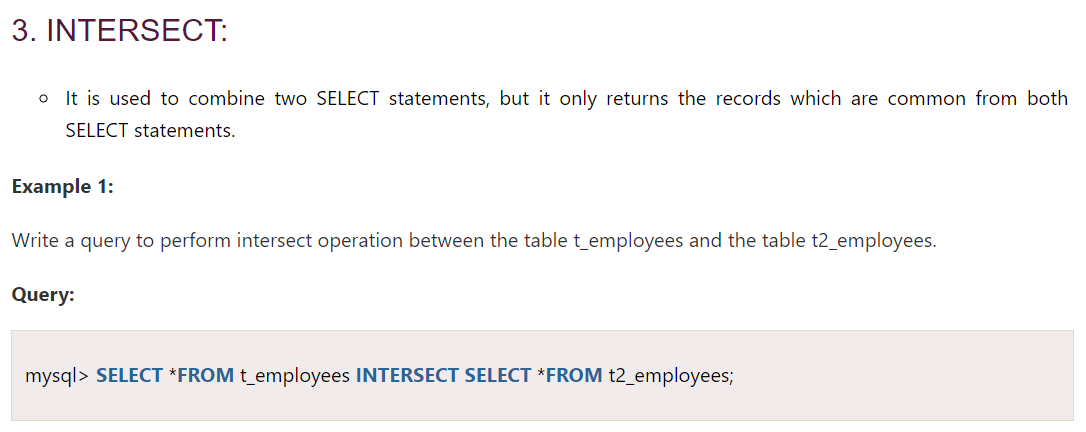 3. INTERSECT:
○ It is used to combine two SELECT statements, but it only returns the records which are common from both
SELECT statements.
Example 1:
Write a query to perform intersect operation between the table t_employees and the table t2_employees.
Query:
mysql> SELECT *FROM t_employees INTERSECT SELECT *FROM t2_employees;